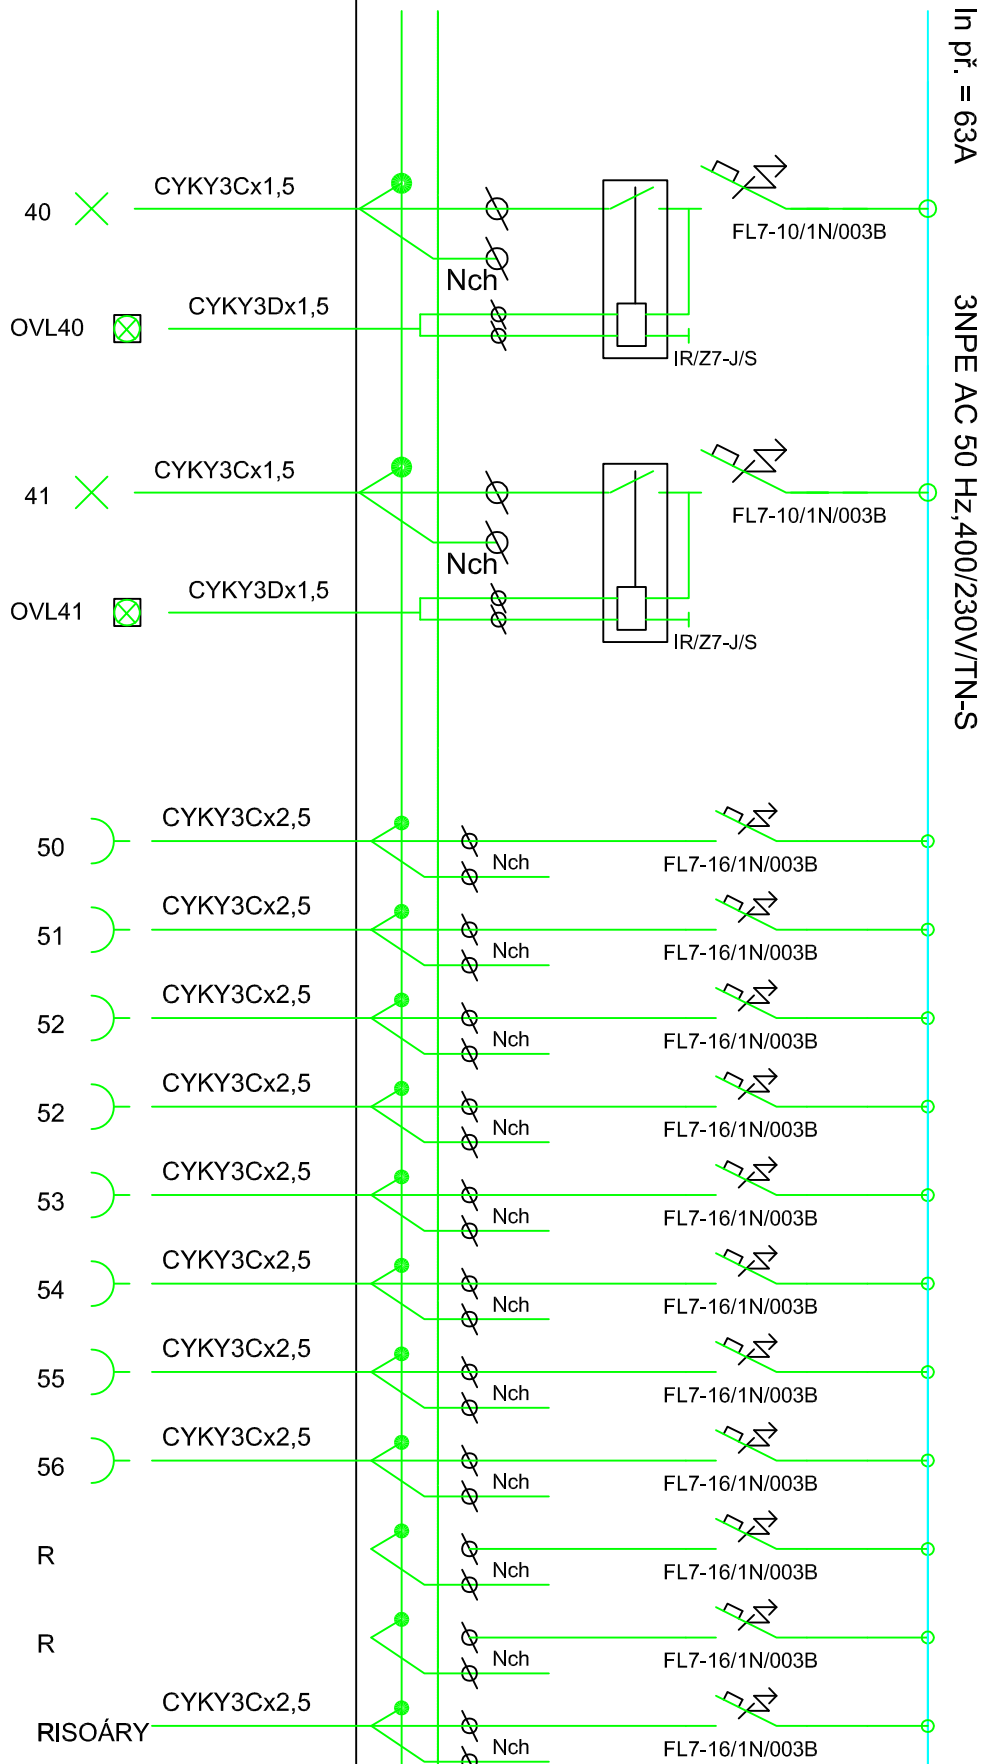 In př. = 63A
3NPE AC 50 Hz,400/230V/TN-S
CYKY3Cx1,5
40
FL7-10/1N/003B
Nch
CYKY3Dx1,5
OVL40
IR/Z7-J/S
CYKY3Cx1,5
41
FL7-10/1N/003B
Nch
CYKY3Dx1,5
OVL41
IR/Z7-J/S
CYKY3Cx2,5
50
Nch
FL7-16/1N/003B
CYKY3Cx2,5
51
Nch
FL7-16/1N/003B
CYKY3Cx2,5
52
Nch
FL7-16/1N/003B
CYKY3Cx2,5
52
Nch
FL7-16/1N/003B
CYKY3Cx2,5
53
Nch
FL7-16/1N/003B
CYKY3Cx2,5
54
Nch
FL7-16/1N/003B
CYKY3Cx2,5
55
Nch
FL7-16/1N/003B
CYKY3Cx2,5
56
Nch
FL7-16/1N/003B
R
Nch
FL7-16/1N/003B
R
Nch
FL7-16/1N/003B
CYKY3Cx2,5
RISOÁRY
Nch
FL7-16/1N/003B